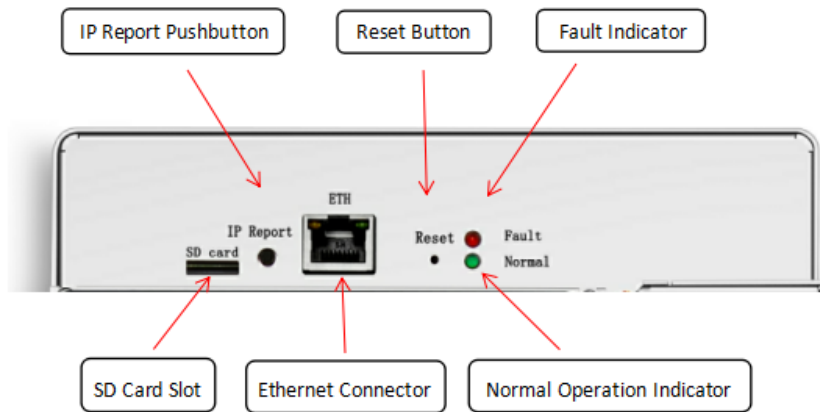 IP Report Pushbutton
Reset Button
Fault Indicator
ETH
IP Report
Reset
Fault
SD card
Normal
SD Card Slot
Ethernet Connector
Normal Operation Indicator